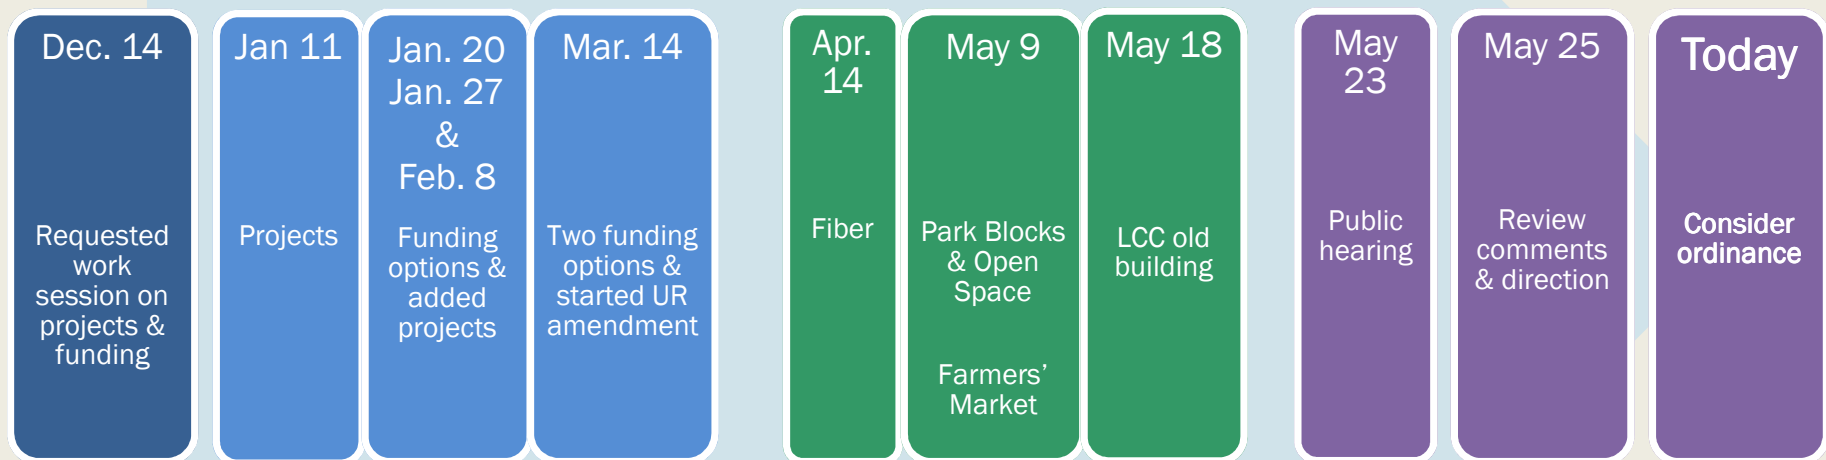 Dec. 14
Requested
work
session on
projects &
funding
Jan 11
Projects
Jan. 20
Jan. 27
&
Feb. 8
Funding
options &
added
projects
Mar. 14
Two funding
options &
started UR
amendment
Apr.
14
Fiber
May 9
Park Blocks
& Open
Space
Farmers’
Market
May 18
LCC old
building
May
23
Public
hearing
May 25
Review
comments
& direction
Today
Consider
ordinance